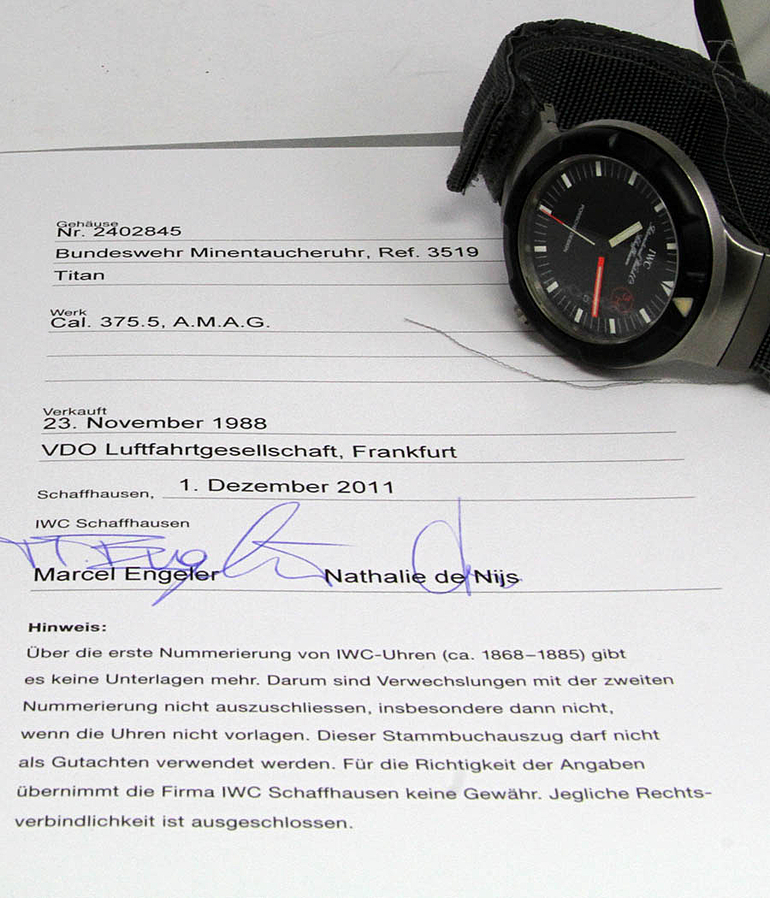 Gehäuse
Nr. 2402845
Bundeswehr Minentaucheruhr, Ref. 3519
Titan
Werk
Cal. 375.5, A.M.A.G.
Verkauft
23. November 1988
VDO Luftfahrtgesellschaft, Frankfurt
Schaffhausen, 1. Dezember 2011
IWC Schaffhausen
Marcel Engeler Nathalie de Nijs
Hinweis:
Über die erste Nummerierung von IWC-Uhren (ca. 1868–1885) gibt
es keine Unterlagen mehr. Darum sind Verwechslungen mit der zweiten
Nummerierung nicht auszuschliessen, insbesondere dann nicht,
wenn die Uhren nicht vorlagen. Dieser Stammbuchauszug darf nicht
als Gutachten verwendet werden. Für die Richtigkeit der Angaben
übernimmt die Firma IWC Schaffhausen keine Gewähr. Jegliche Rechts-
verbindlichkeit ist ausgeschlossen.
IWC
PORSCHE DESIGN